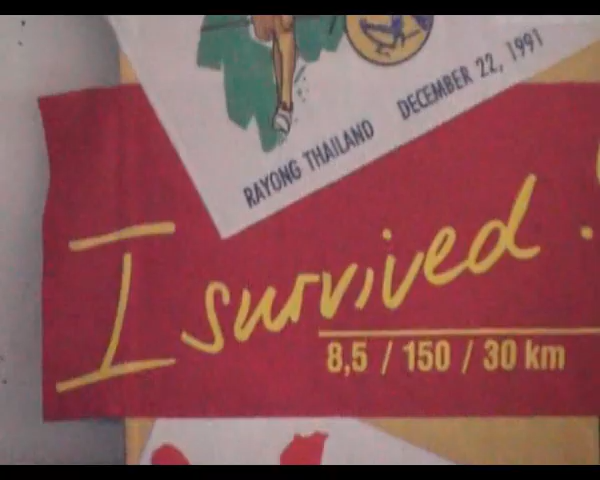 RAYONG THAILAND DECEMBER 22, 1991
I survived!
8,5 / 150 / 30 km